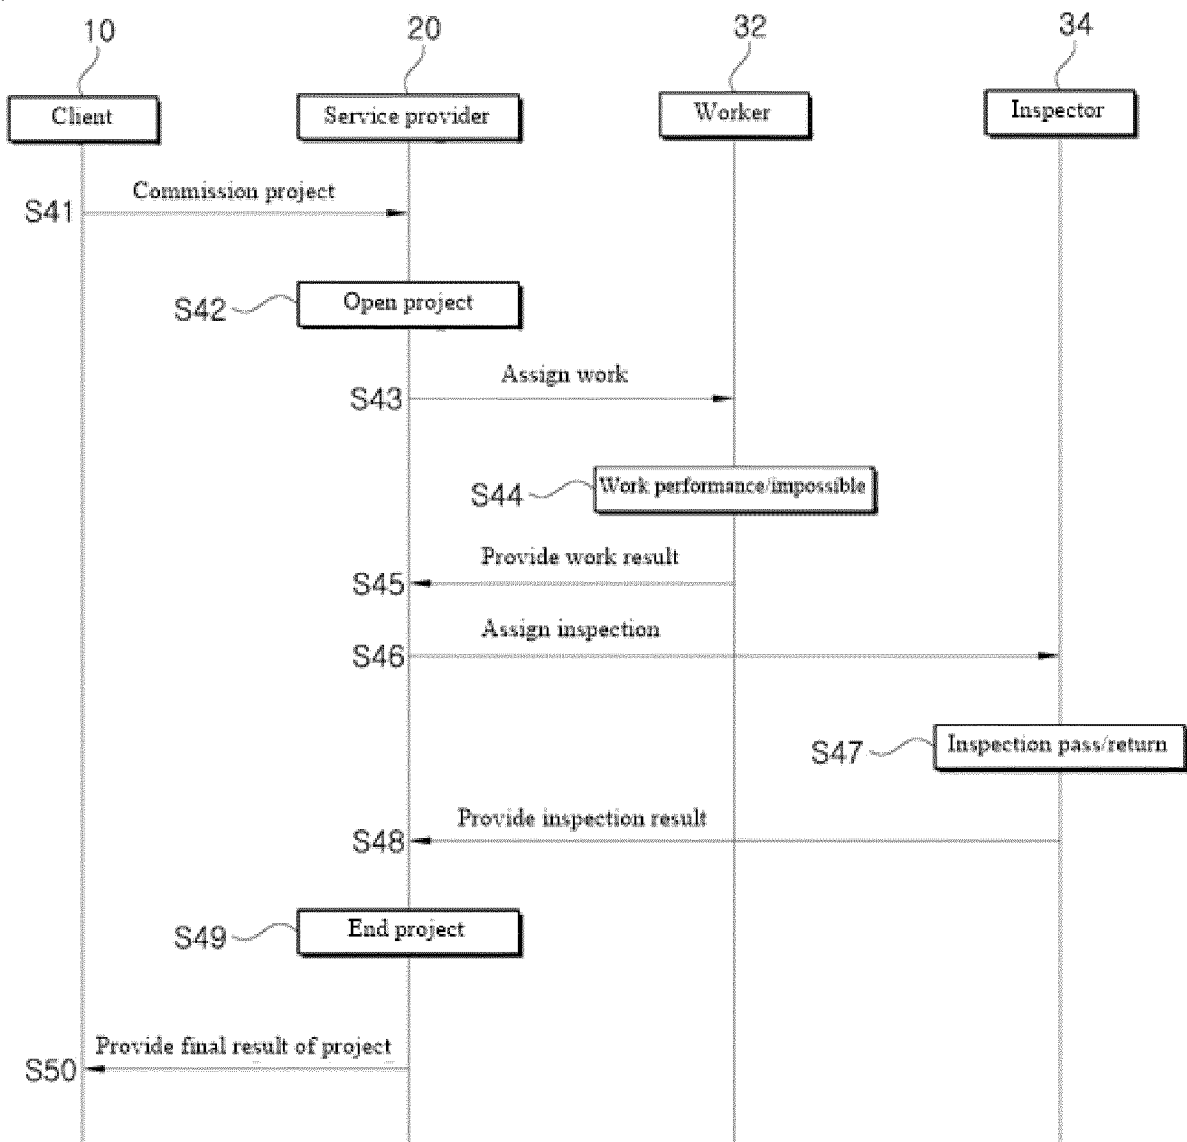 10
20
32
34
Client
Service provider
Worker
Inspector
Commission project
S41
S42
Open project
Assign work
S43
S44
Work performance/impossible
Provide work result
S45
Assign inspection
S46
S47
Inspection pass/return
Provide inspection result
S48
S49
End project
Provide final result of project
S50